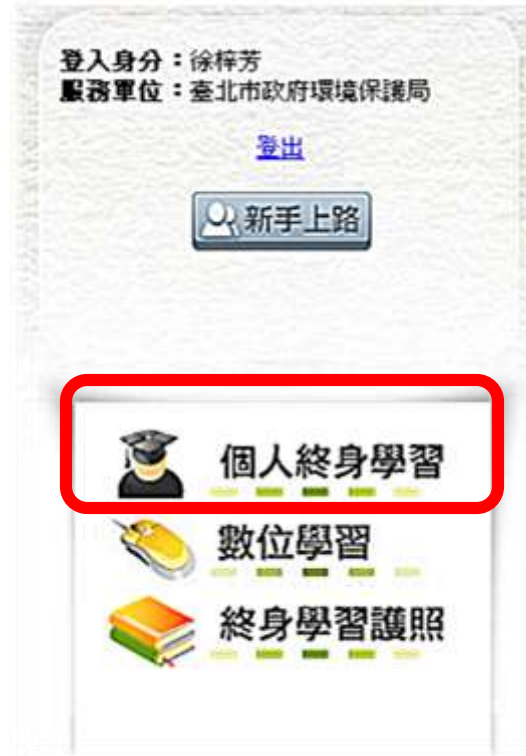 登入身分：徐梓芳
服務單位：臺北市政府環境保護局
登出
新手上路
個人終身學習
數位學習
終身學習護照